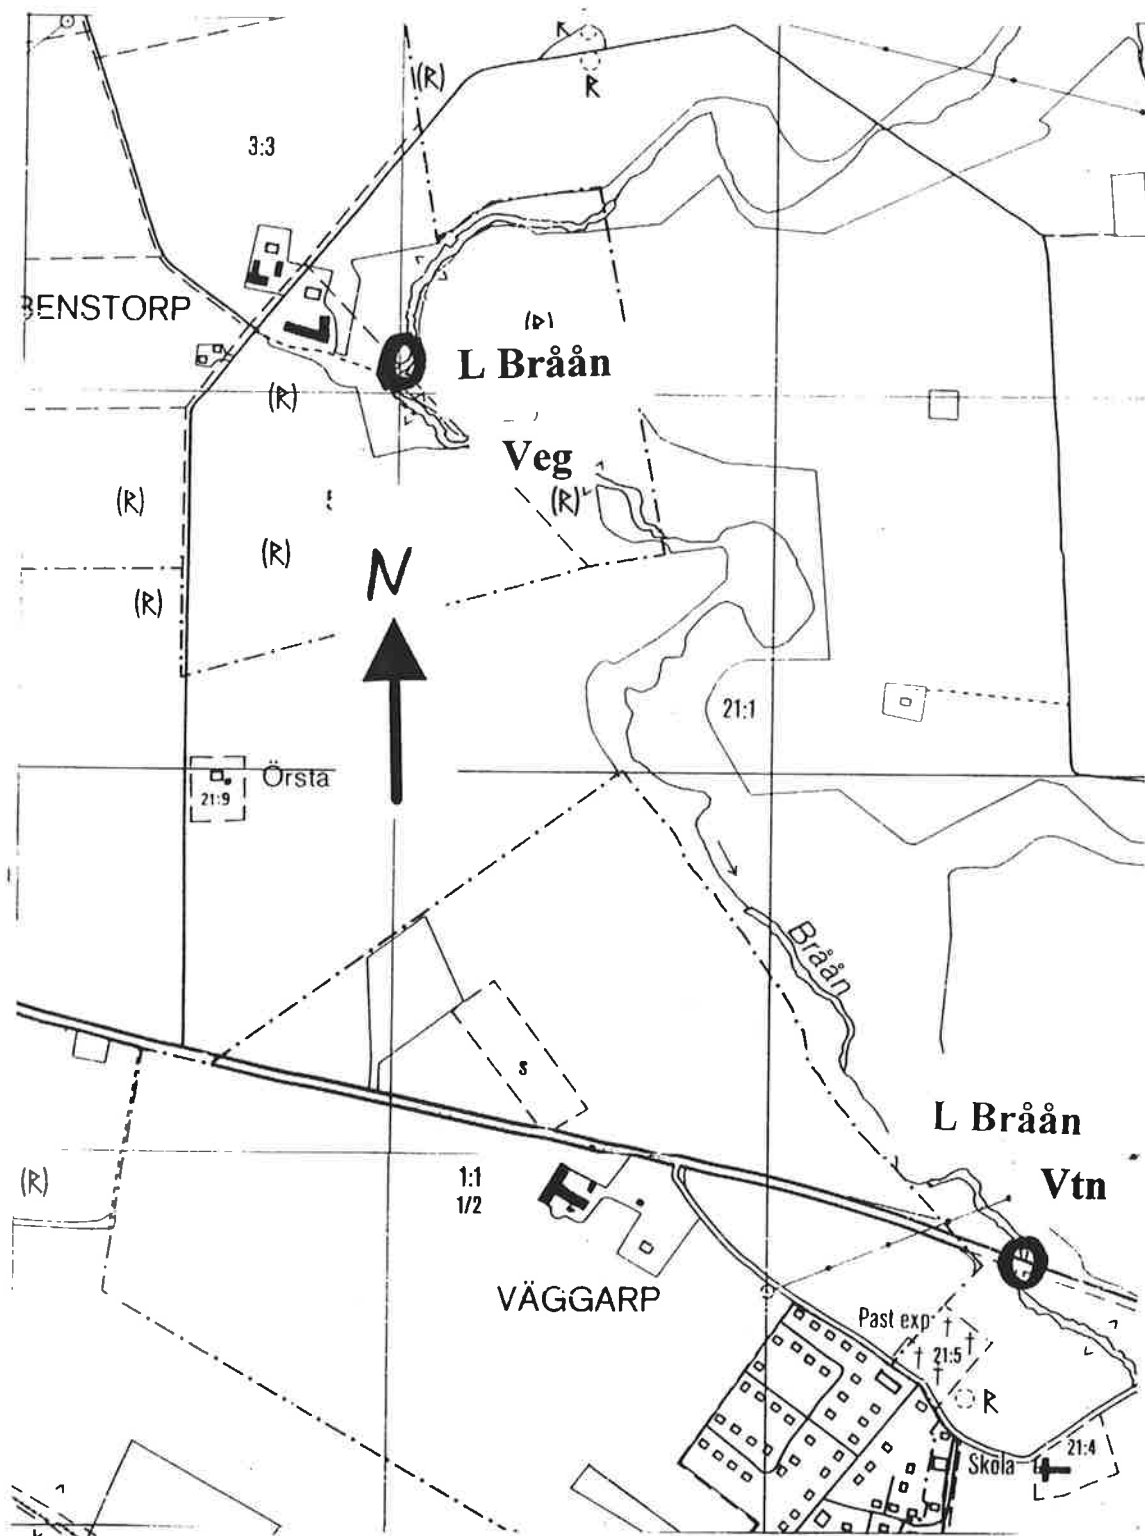 R
R
(R)
3:3
BENSTORP
(R)
L Bråån
(R)
Veg
(R)
(R)
(R)
(R)
N
21:1
Örsta
21:9
Bråån
s
L Bråån
Vtn
(R)
1:1
1/2
VÄGGARP
Past exp
21:5
R
21:4
Skola